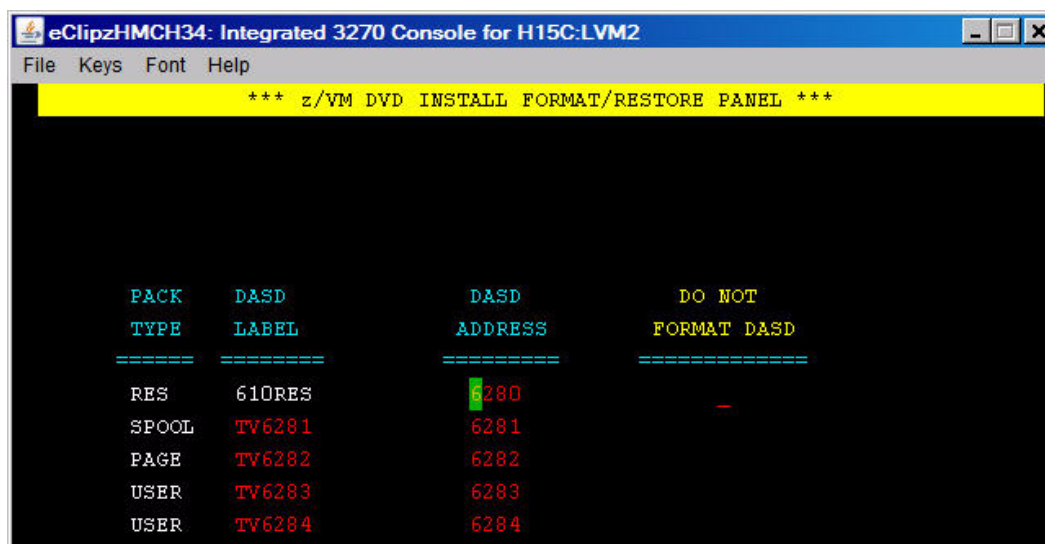 eClipzHMCH34: Integrated 3270 Console for H15C:LVM2
File Keys Font Help
*** z/VM DVD INSTALL FORMAT/RESTORE PANEL ***
PACK DASD DASD DO NOT
TYPE LABEL ADDRESS FORMAT DASD
====== ======== ========= =============
RES 610RES 6280 _
SPOOL TV6281 6281
PAGE TV6282 6282
USER TV6283 6283
USER TV6284 6284